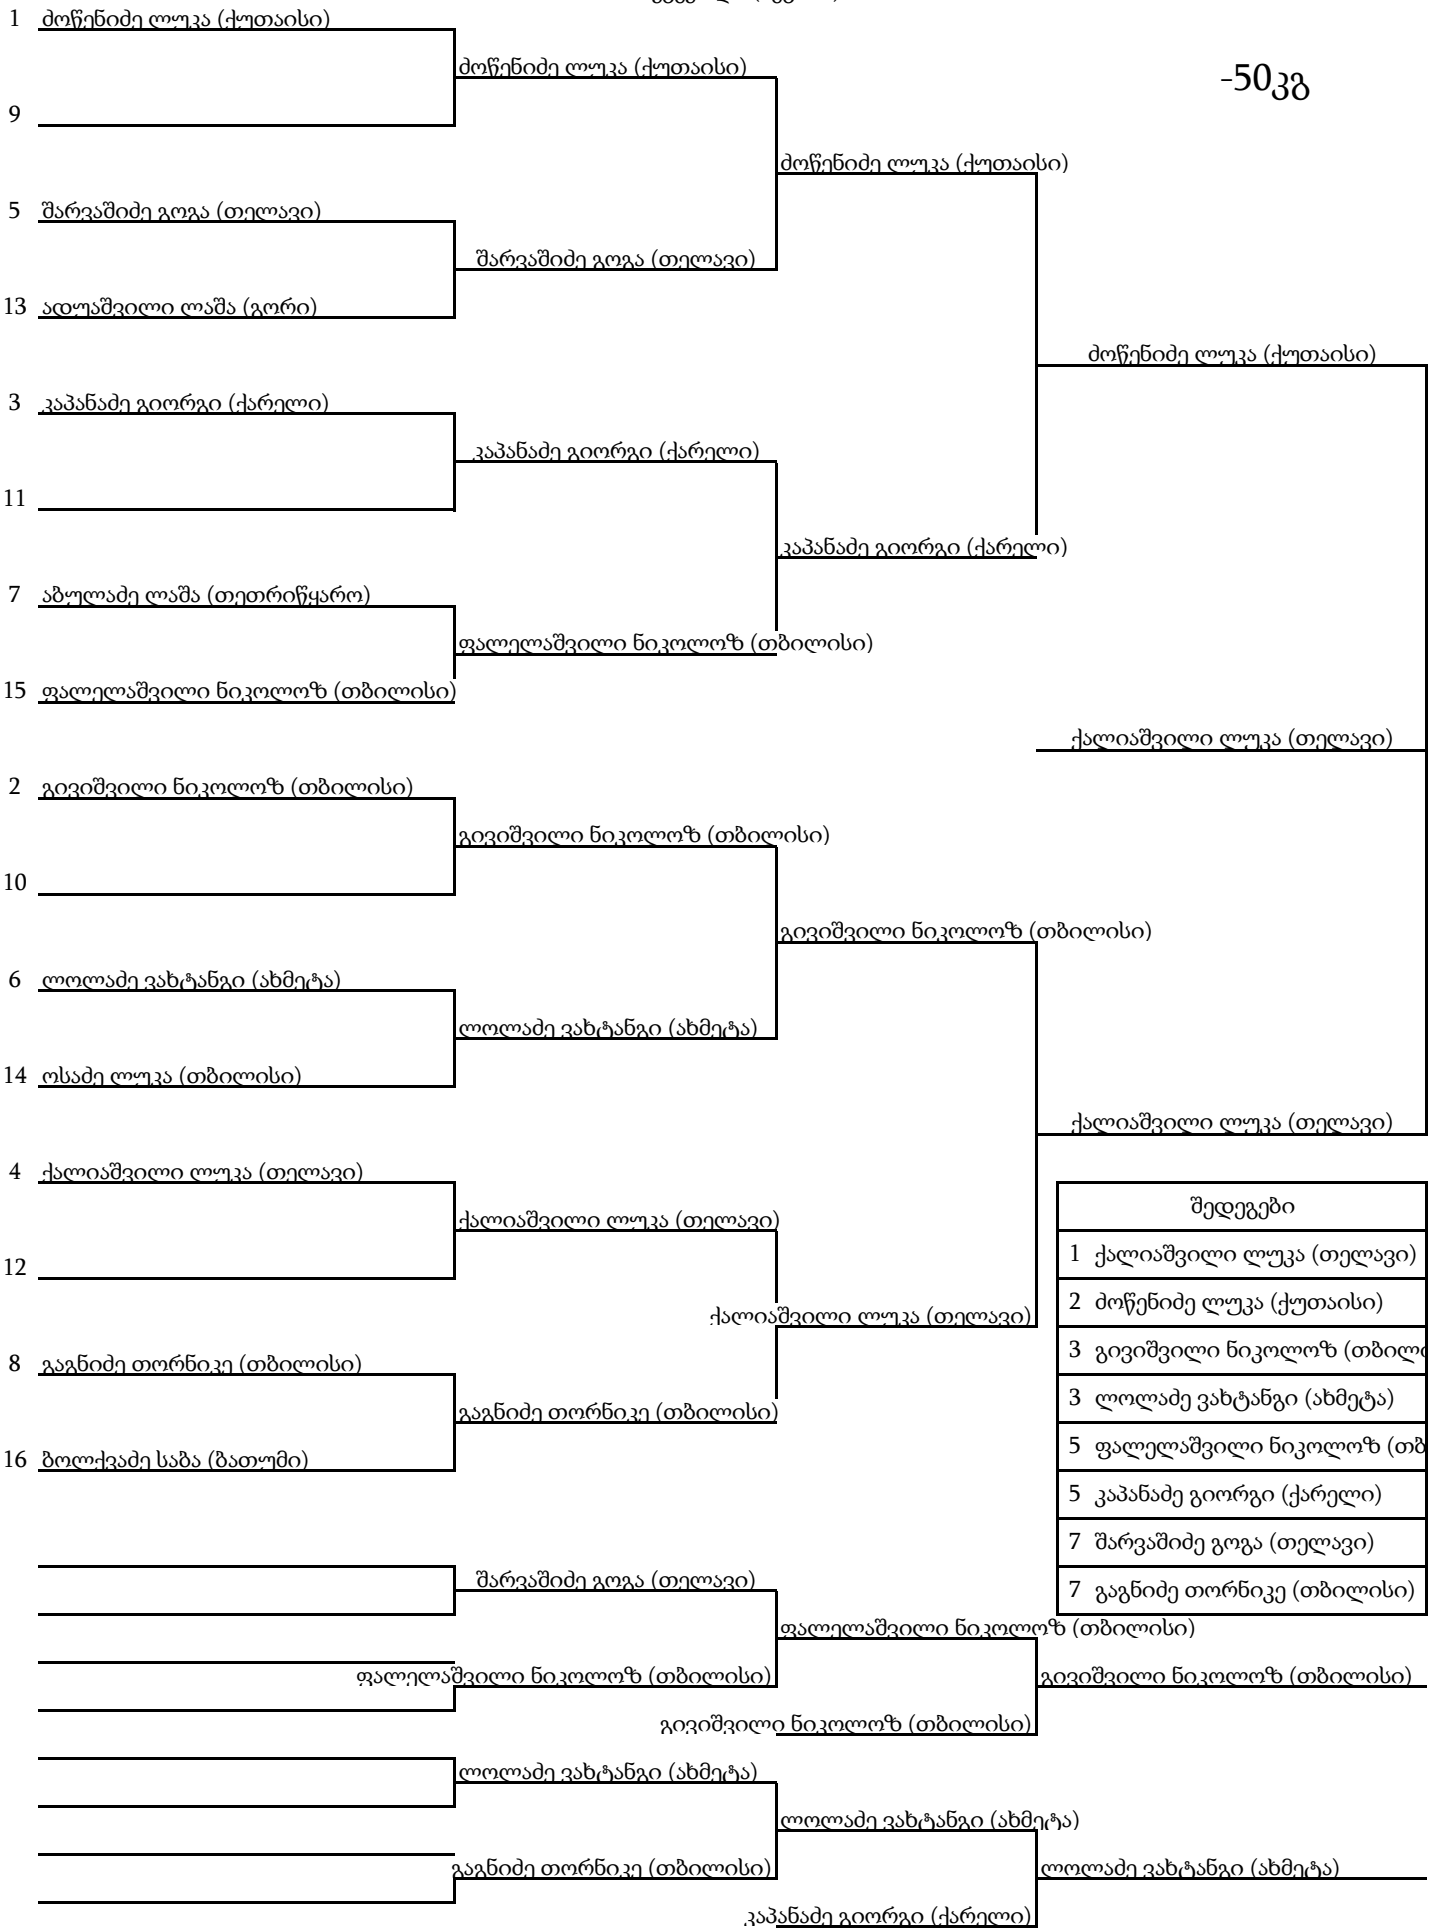 1 ძოწენიძე ლუკა (ქუთაისი)
ძოწენიძე ლუკა (ქუთაისი)
-50კგ
9
ძოწენიძე ლუკა (ქუთაისი)
5 შარვაშიძე გოგა (თელავი)
შარვაშიძე გოგა (თელავი)
13 ადუაშვილი ლაშა (გორი)
ძოწენიძე ლუკა (ქუთაისი)
3 კაპანაძე გიორგი (ქარელი)
კაპანაძე გიორგი (ქარელი)
11
კაპანაძე გიორგი (ქარელი)
7 აბულაძე ლაშა (თეთრიწყარო)
ფალელაშვილი ნიკოლოზ (თბილისი)
15 ფალელაშვილი ნიკოლოზ (თბილისი)
ქალიაშვილი ლუკა (თელავი)
2 გივიშვილი ნიკოლოზ (თბილისი)
გივიშვილი ნიკოლოზ (თბილისი)
10
გივიშვილი ნიკოლოზ (თბილისი)
6 ლოლაძე ვახტანგი (ახმეტა)
ლოლაძე ვახტანგი (ახმეტა)
14 ოსაძე ლუკა (თბილისი)
ქალიაშვილი ლუკა (თელავი)
4 ქალიაშვილი ლუკა (თელავი)
ქალიაშვილი ლუკა (თელავი)
12
ქალიაშვილი ლუკა (თელავი)
8 გაგნიძე თორნიკე (თბილისი)
გაგნიძე თორნიკე (თბილისი)
16 ბოლქვაძე საბა (ბათუმი)
შედეგები
1 ქალიაშვილი ლუკა (თელავი)
2 ძოწენიძე ლუკა (ქუთაისი)
3 გივიშვილი ნიკოლოზ (თბილი
3 ლოლაძე ვახტანგი (ახმეტა)
5 ფალელაშვილი ნიკოლოზ (თბ
5 კაპანაძე გიორგი (ქარელი)
7 შარვაშიძე გოგა (თელავი)
7 გაგნიძე თორნიკე (თბილისი)
შარვაშიძე გოგა (თელავი)
ფალელაშვილი ნიკოლოზ (თბილისი)
ფალელაშვილი ნიკოლოზ (თბილისი)
გივიშვილი ნიკოლოზ (თბილისი)
გივიშვილი ნიკოლოზ (თბილისი)
ლოლაძე ვახტანგი (ახმეტა)
ლოლაძე ვახტანგი (ახმეტა)
გაგნიძე თორნიკე (თბილისი)
ლოლაძე ვახტანგი (ახმეტა)
კაპანაძე გიორგი (ქარელი)